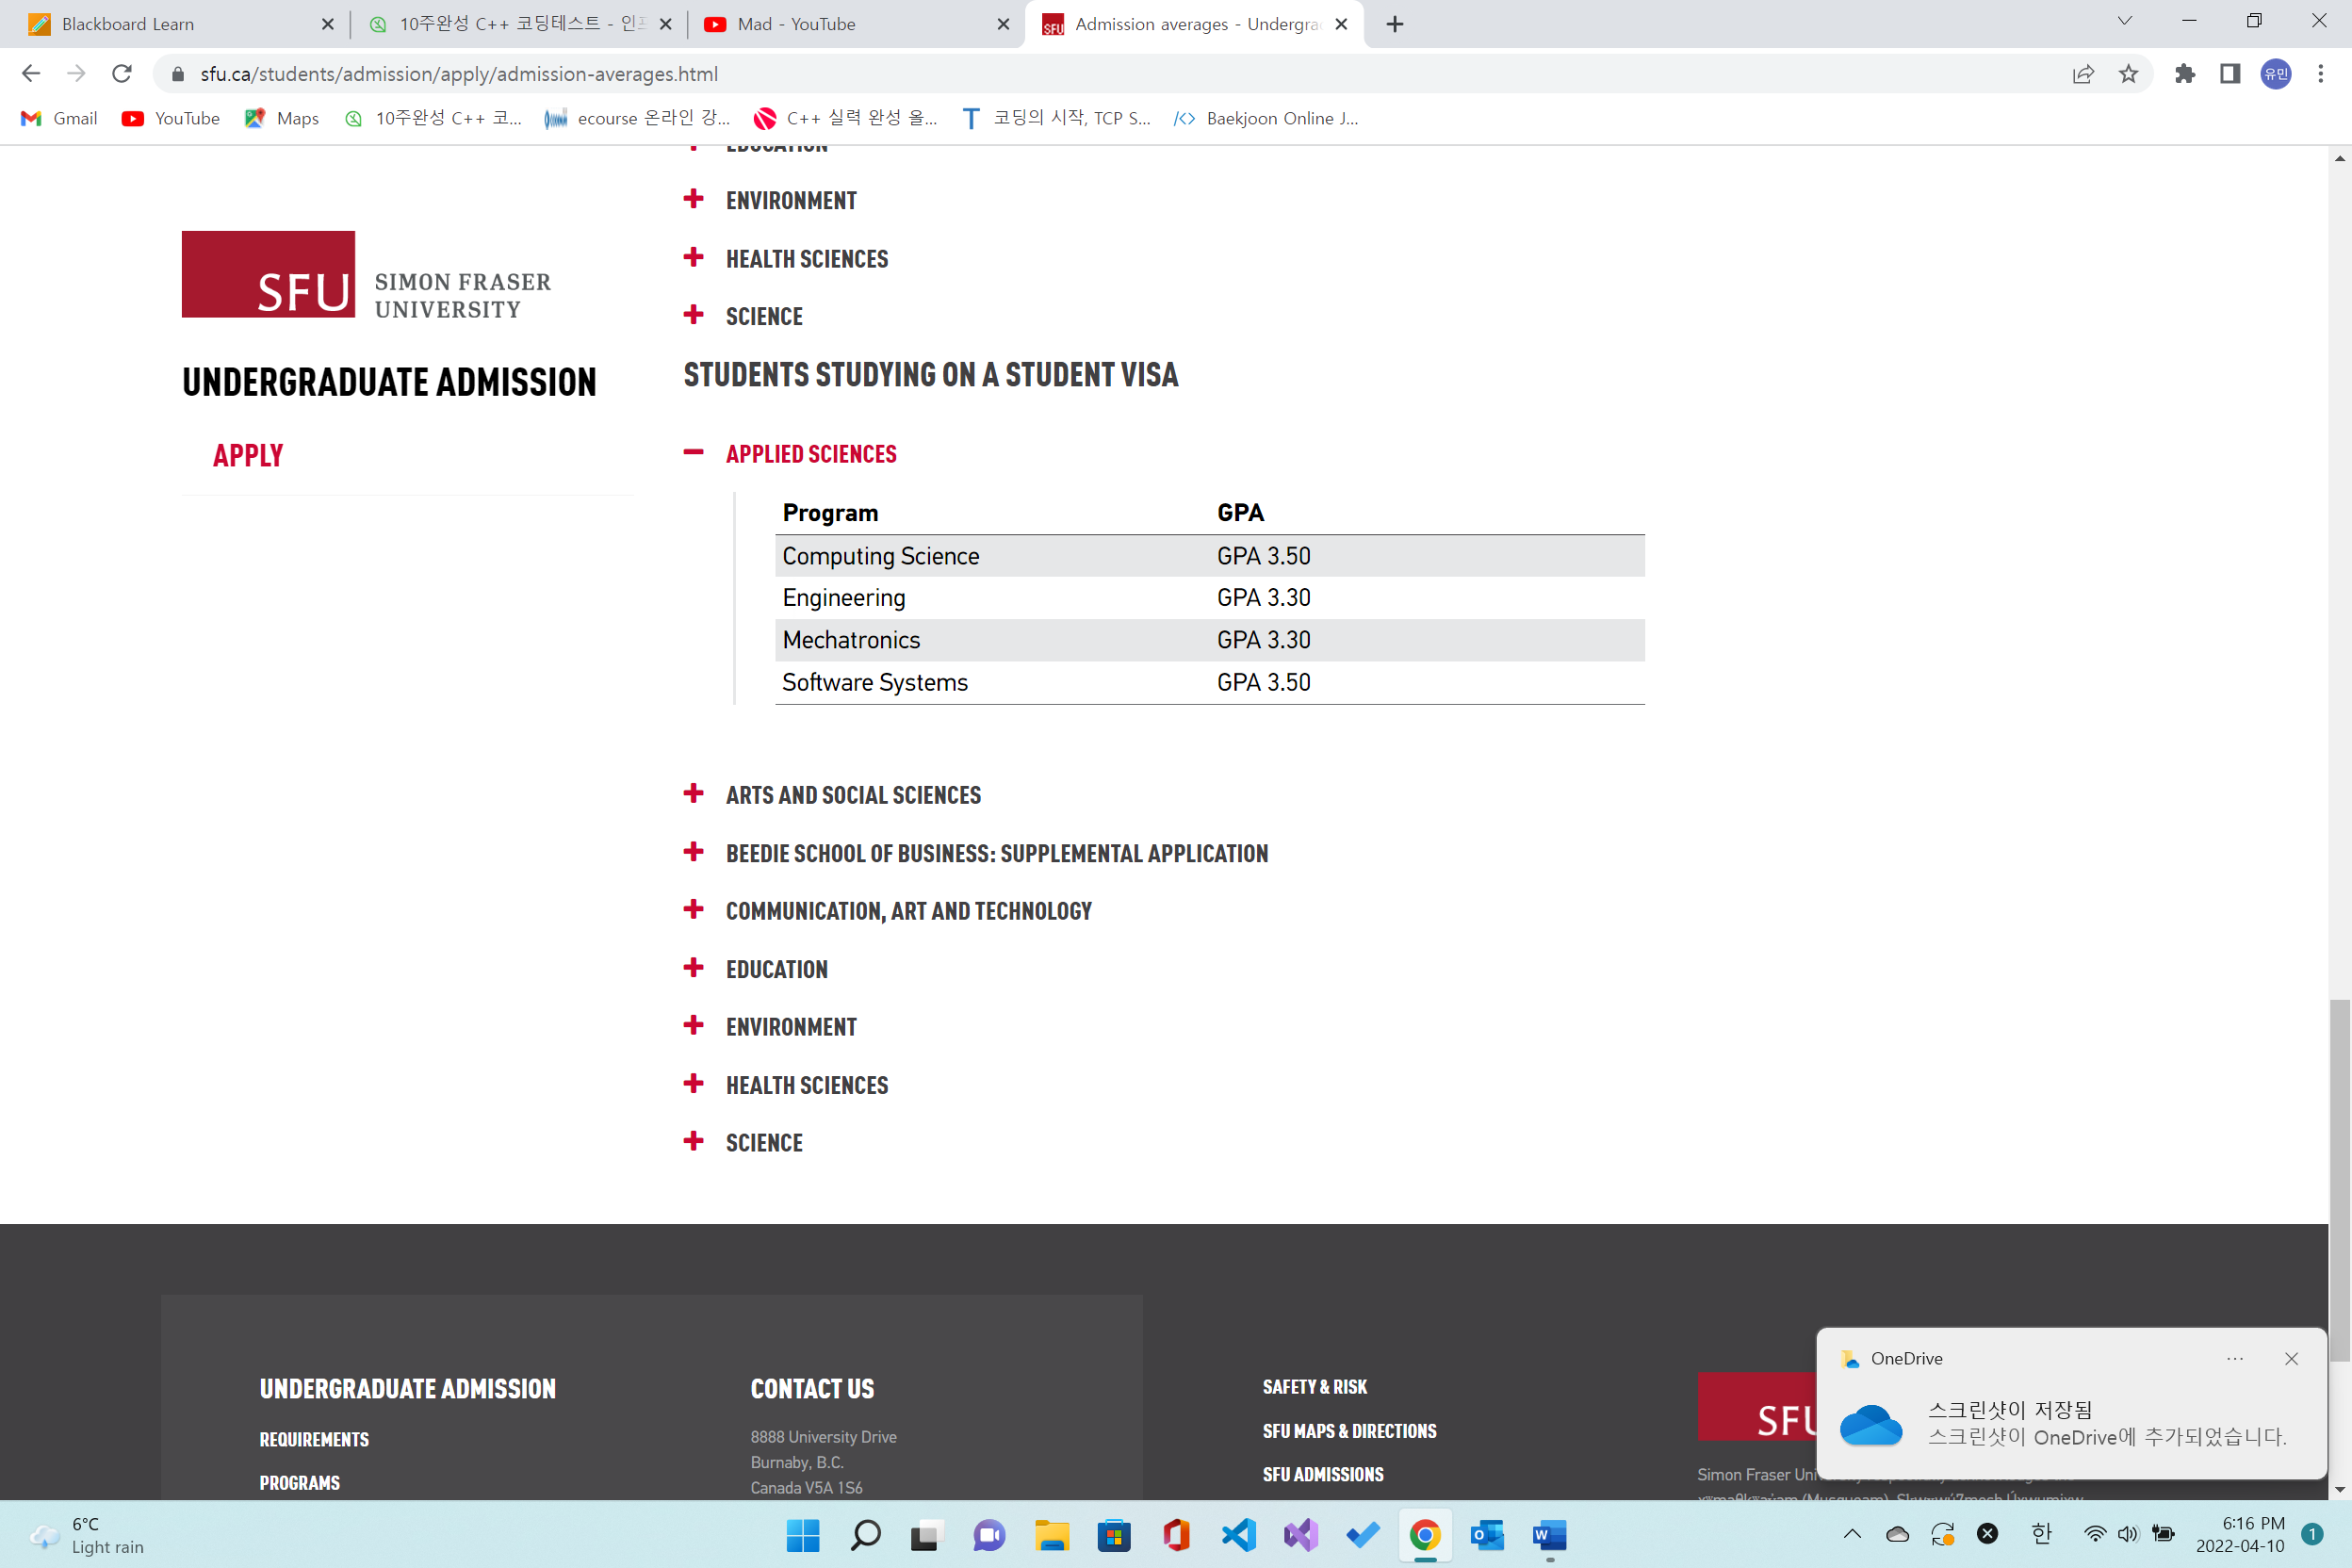 Blackboard Learn
10주완성 C++ 코딩테스트 - 인프
Mad - YouTube
Admission averages - Undergra
sfu.ca/students/admission/apply/admission-averages.html
유민
Gmail
YouTube
Maps
10주완성 C++ 코...
ecourse 온라인 강...
C++ 실력 완성 올...
코딩의 시작, TCP S...
Baekjoon Online J...
EDUCATION
ENVIRONMENT
HEALTH SCIENCES
SCIENCE
SFU SIMON FRASER
UNIVERSITY
UNDERGRADUATE ADMISSION
APPLY
STUDENTS STUDYING ON A STUDENT VISA
APPLIED SCIENCES
Program GPA
Computing Science GPA 3.50
Engineering GPA 3.30
Mechatronics GPA 3.30
Software Systems GPA 3.50
ARTS AND SOCIAL SCIENCES
BEEDIE SCHOOL OF BUSINESS: SUPPLEMENTAL APPLICATION
COMMUNICATION, ART AND TECHNOLOGY
EDUCATION
ENVIRONMENT
HEALTH SCIENCES
SCIENCE
UNDERGRADUATE ADMISSION
REQUIREMENTS
PROGRAMS
CONTACT US
8888 University Drive
Burnaby, B.C.
Canada V5A 1S6
SAFETY & RISK
SFU MAPS & DIRECTIONS
SFU ADMISSIONS
SFU
Simon Fraser
OneDrive
스크린샷이 저장됨
스크린샷이 OneDrive에 추가되었습니다.
6°C
Light rain
한
6:16 PM
2022-04-10
1